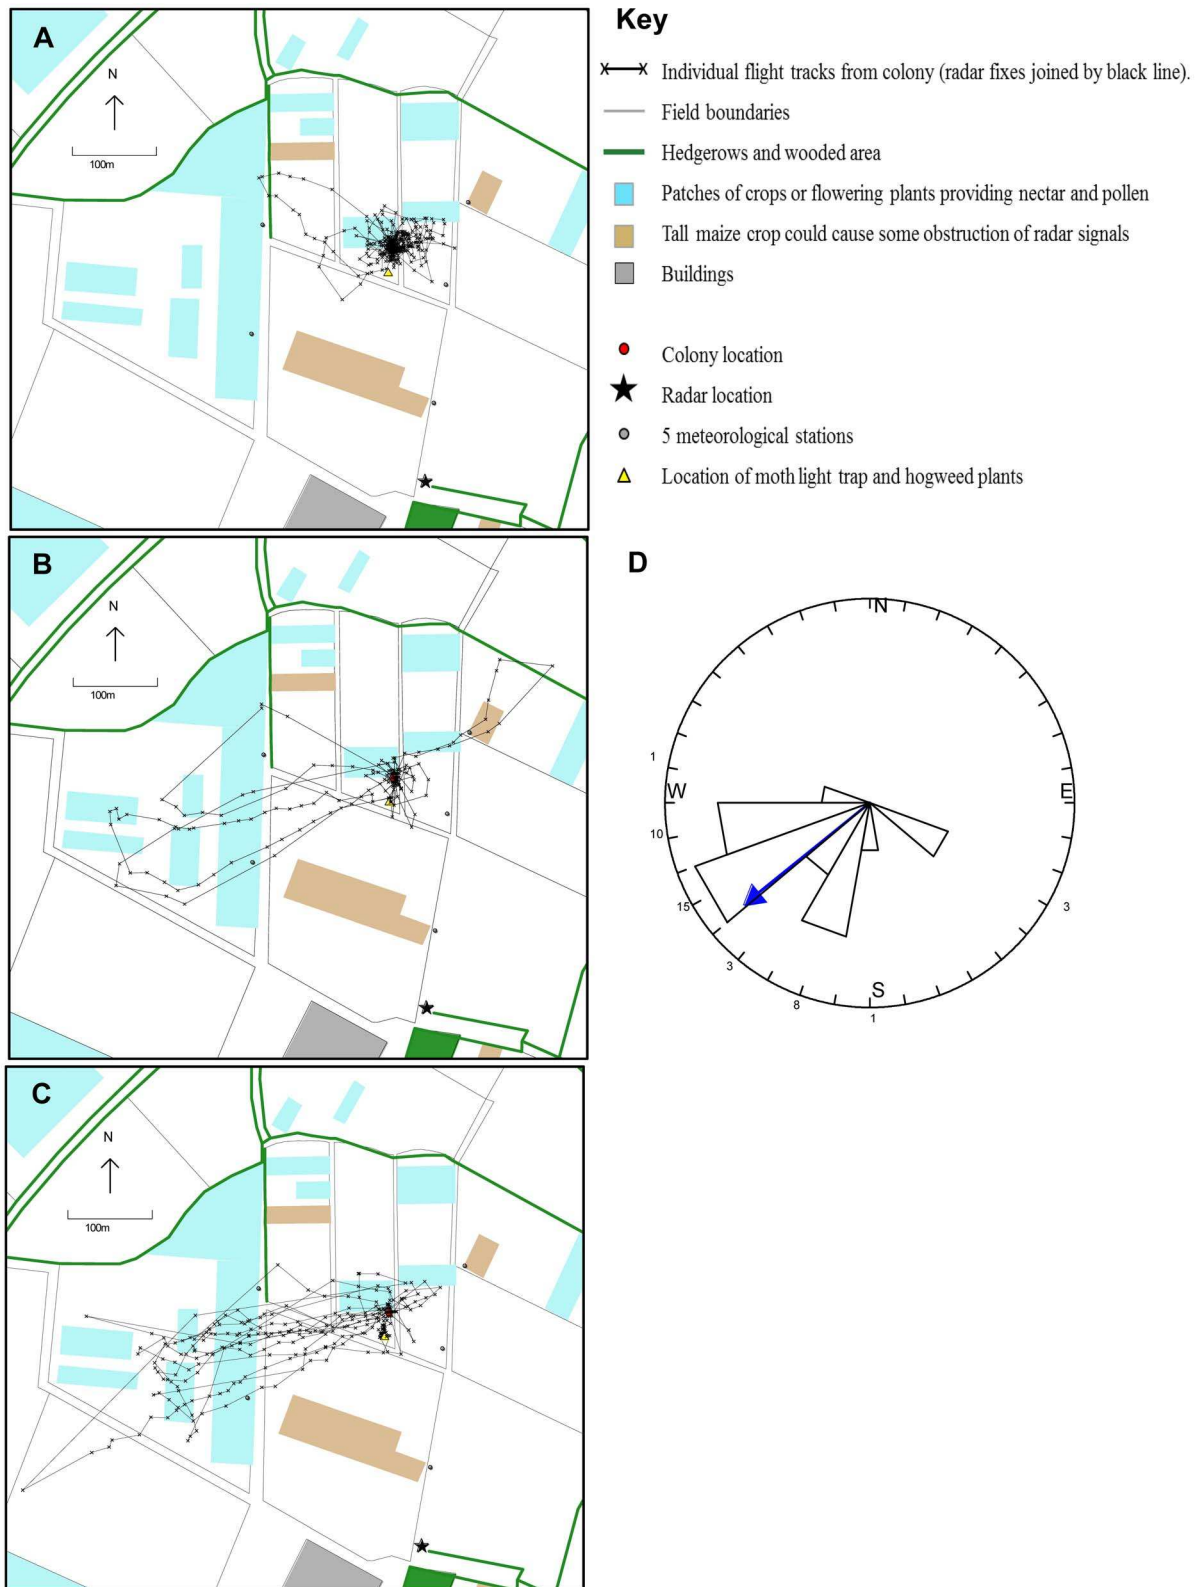 A
N
100m
Key
Individual flight tracks from colony (radar fixes joined by black line).
Field boundaries
Hedgerows and wooded area
Patches of crops or flowering plants providing nectar and pollen
Tall maize crop could cause some obstruction of radar signals
Buildings
Colony location
Radar location
5 meteorological stations
Location of moth light trap and hogweed plants
B
N
100m
D
N
1
W
E
10
15
3
3
8
S
1
C
N
100m